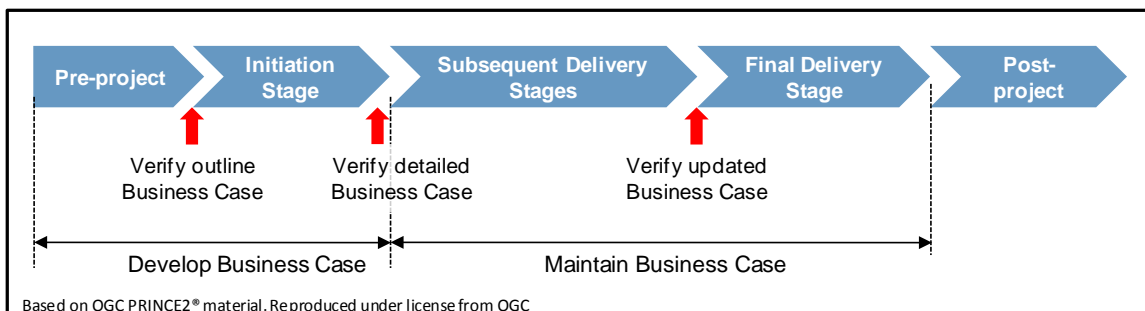 Pre-project
Initiation
Stage
Subsequent Delivery
Stages
Final Delivery
Stage
Post-
project
Verify outline
Business Case
Verify detailed
Business Case
Verify updated
Business Case
Develop Business Case
Maintain Business Case
Based on OGC PRINCE2® material. Reproduced under license from OGC